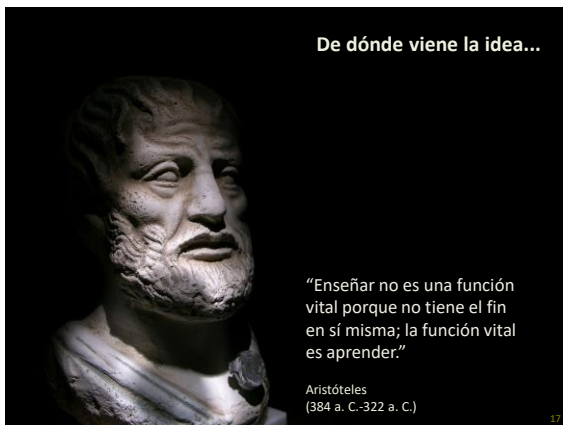 De dónde viene la idea...
“Enseñar no es una función
vital porque no tiene el fin
en sí misma; la función vital
es aprender.”
Aristóteles
(384 a. C.-322 a. C.)
17